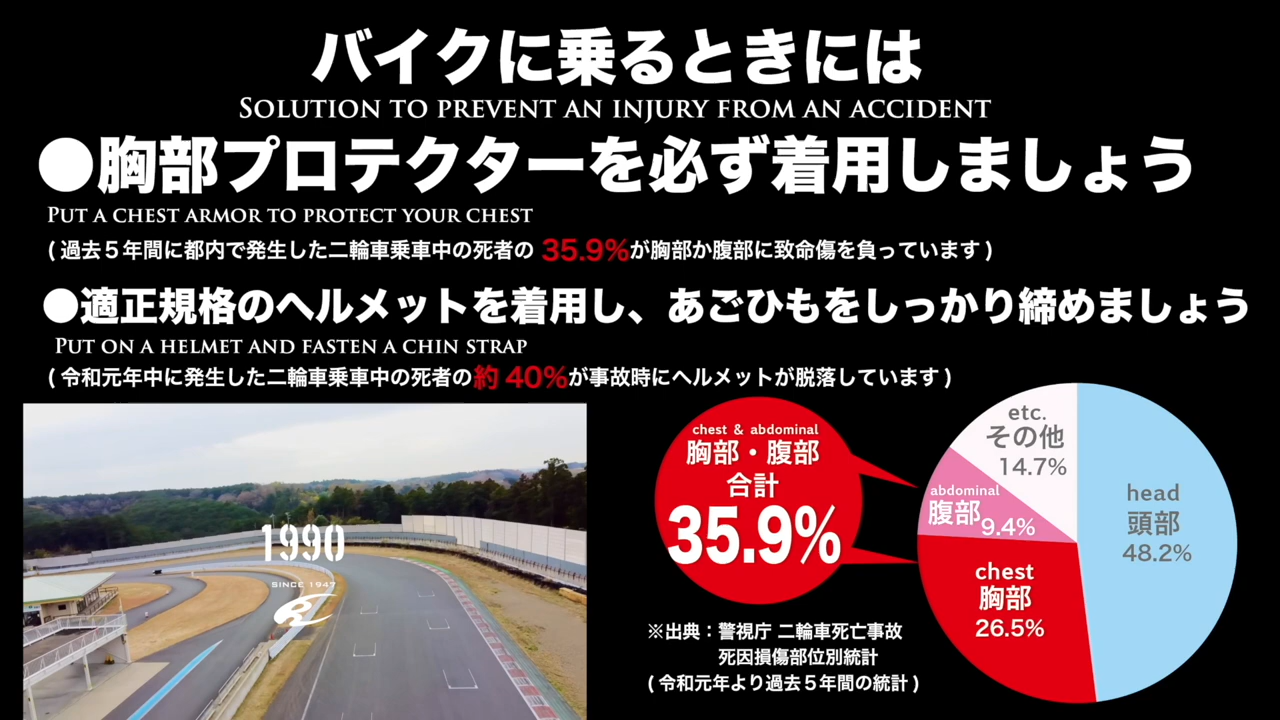 バイクに乗るときには
SOLUTION TO PREVENT AN INJURY FROM AN ACCIDENT
●胸部プロテクターを必ず着用しましょう
PUT A CHEST ARMOR TO PROTECT YOUR CHEST
(過去5年間に都内で発生した二輪車乗車中の死者の 35.9%が胸部か腹部に致命傷を負っています)
●適正規格のヘルメットを着用し、あごひもをしっかり締めましょう
PUT ON A HELMET AND FASTEN A CHIN STRAP
(令和元年中に発生した二輪車乗車中の死者の約40%が事故時にヘルメットが脱落しています)
1990
SINCE 1947
chest & abdominal
胸部・腹部
合計
35.9%
etc.
その他
14.7%
abdominal
腹部9.4%
head
頭部
48.2%
chest
胸部
26.5%
※出典:警視庁 二輪車死亡事故
死因損傷部位別統計
(令和元年より過去5年間の統計)